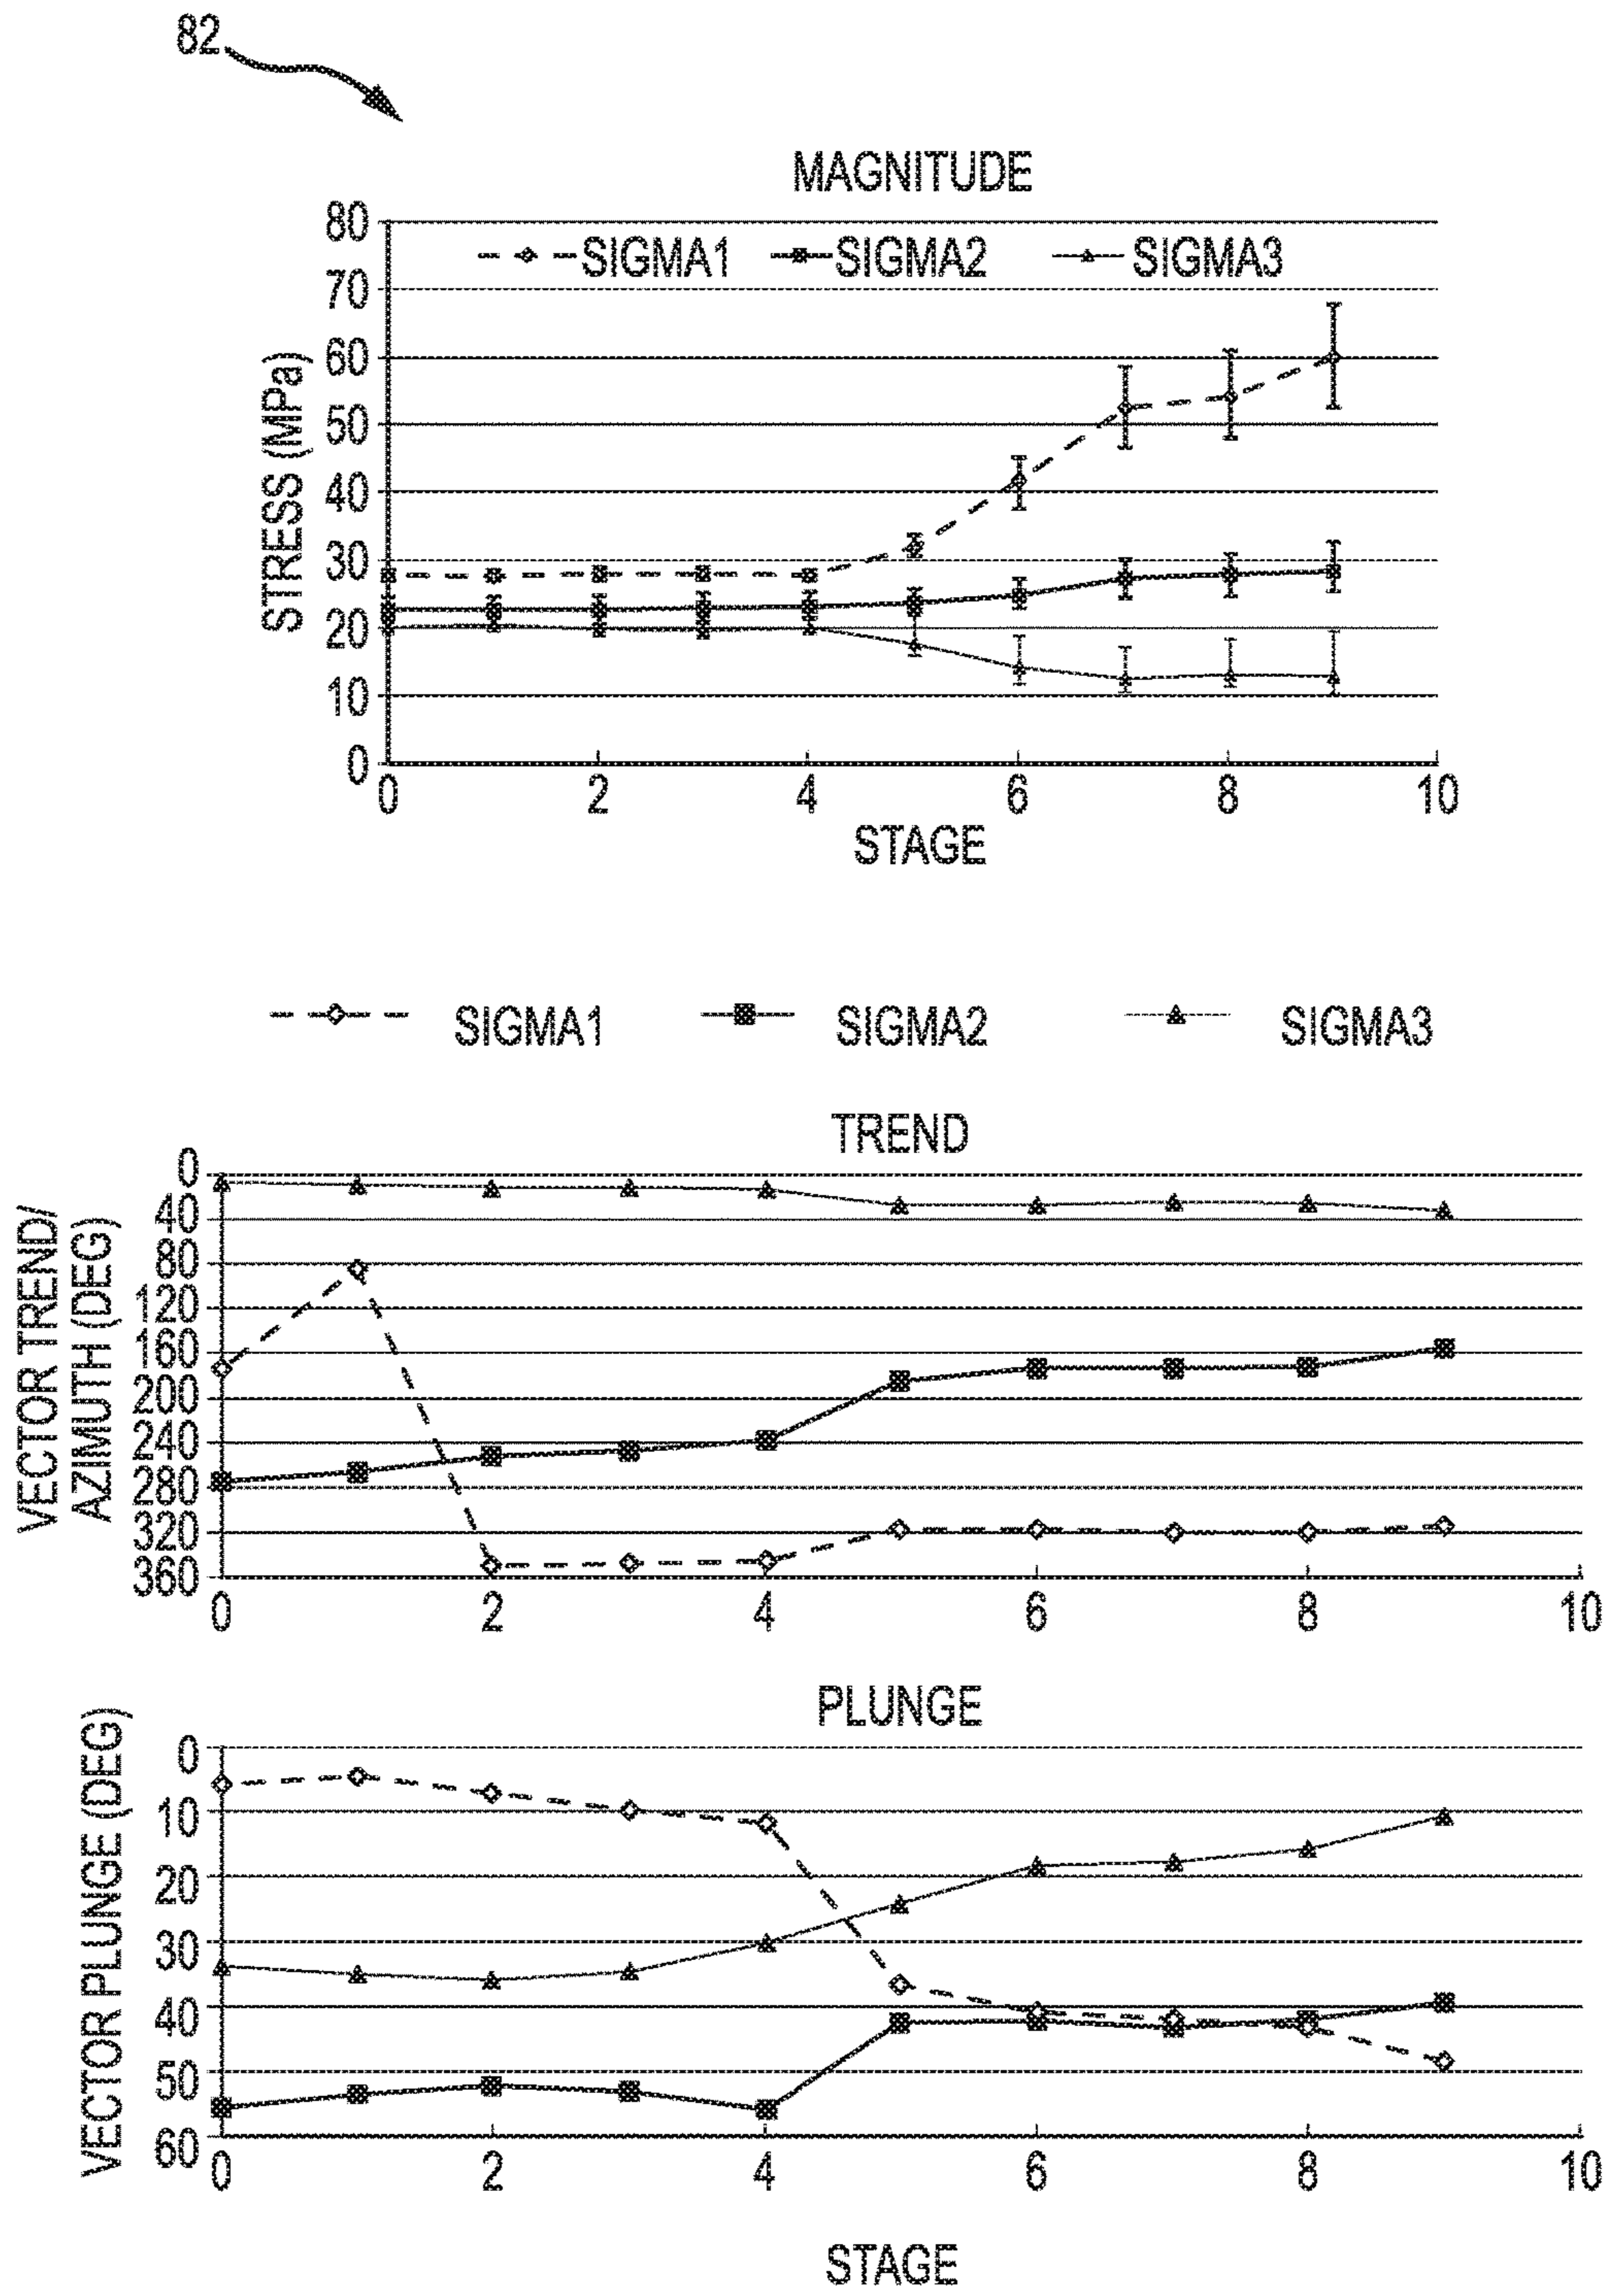 82
MAGNITUDE
SIGMA1 SIGMA2 SIGMA3
STRESS (MPa)
80
70
60
50
40
30
20
10
0
0 2 4 6 8 10
STAGE
SIGMA1 SIGMA2 SIGMA3
TREND
VECTOR TREND/
AZIMUTH (DEG)
0
40
80
120
160
200
240
280
320
360
0 2 4 6 8 10
PLUNGE
VECTOR PLUNGE (DEG)
0
10
20
30
40
50
60
0 2 4 6 8 10
STAGE